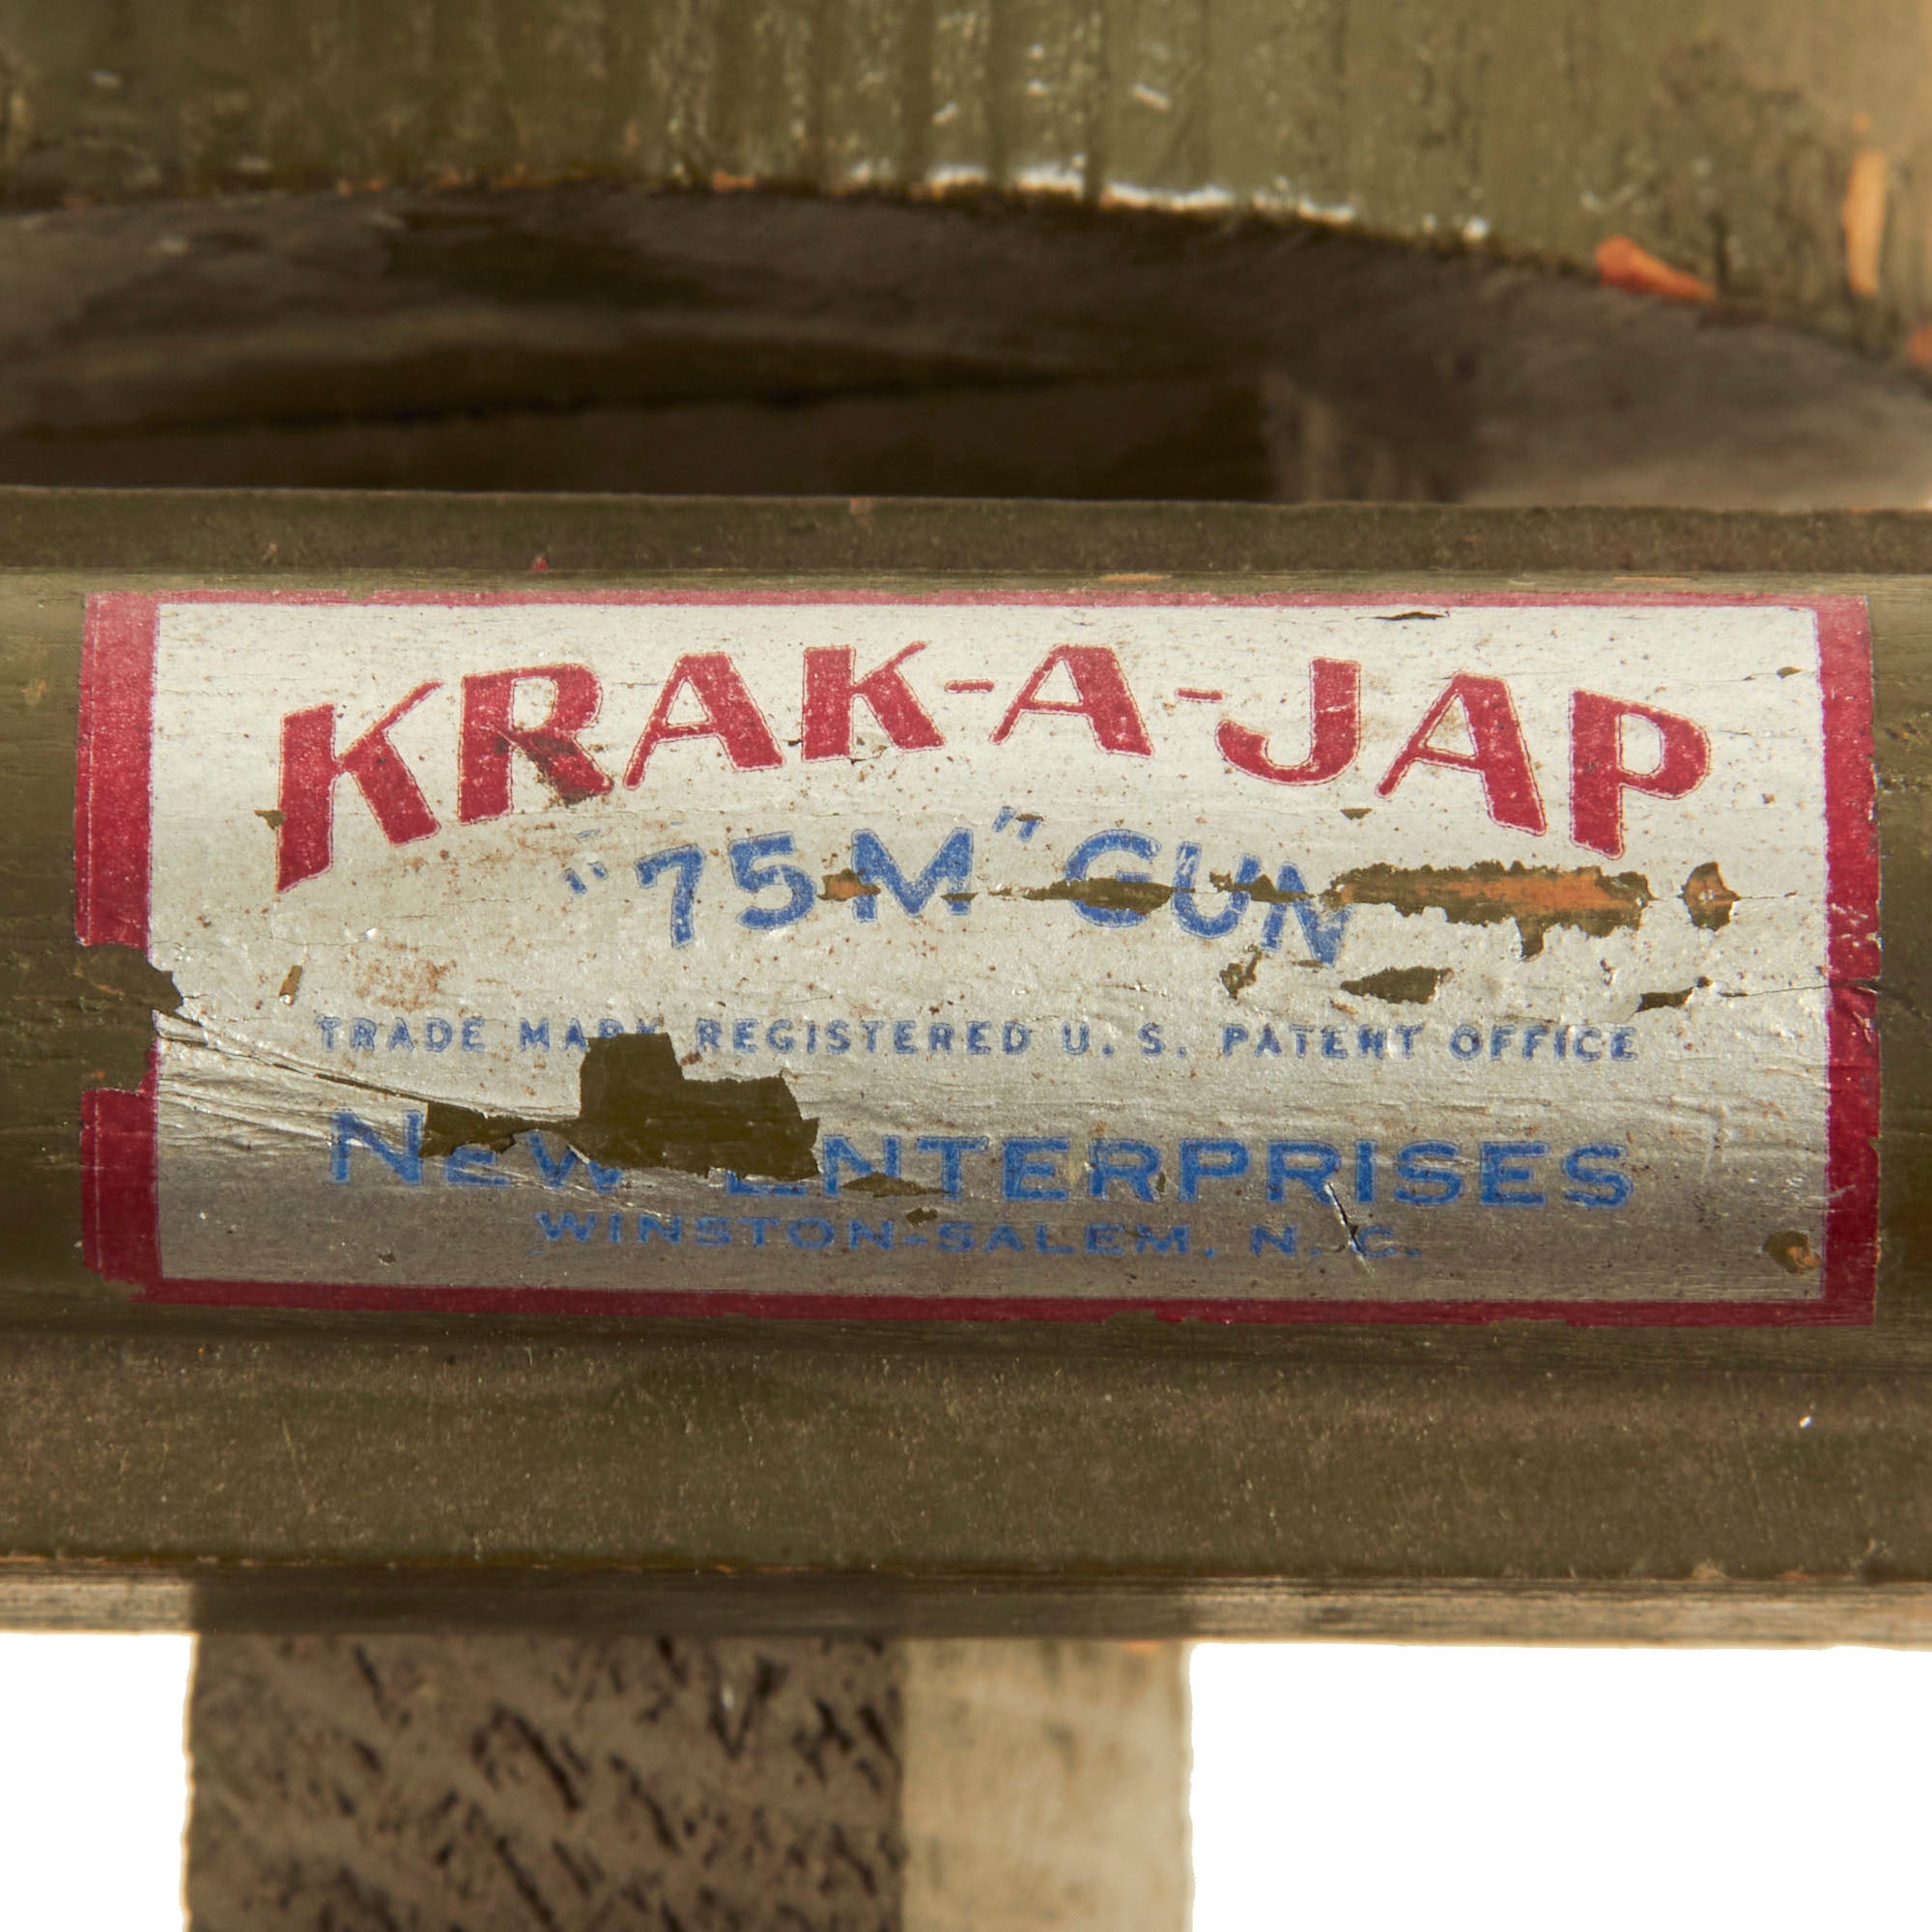 KRAK-A-JAP
"75M" GUN
TRADE MARK REGISTERED U. S. PATENT OFFICE
NEW ENTERPRISES
WINSTON-SALEM, N. C.